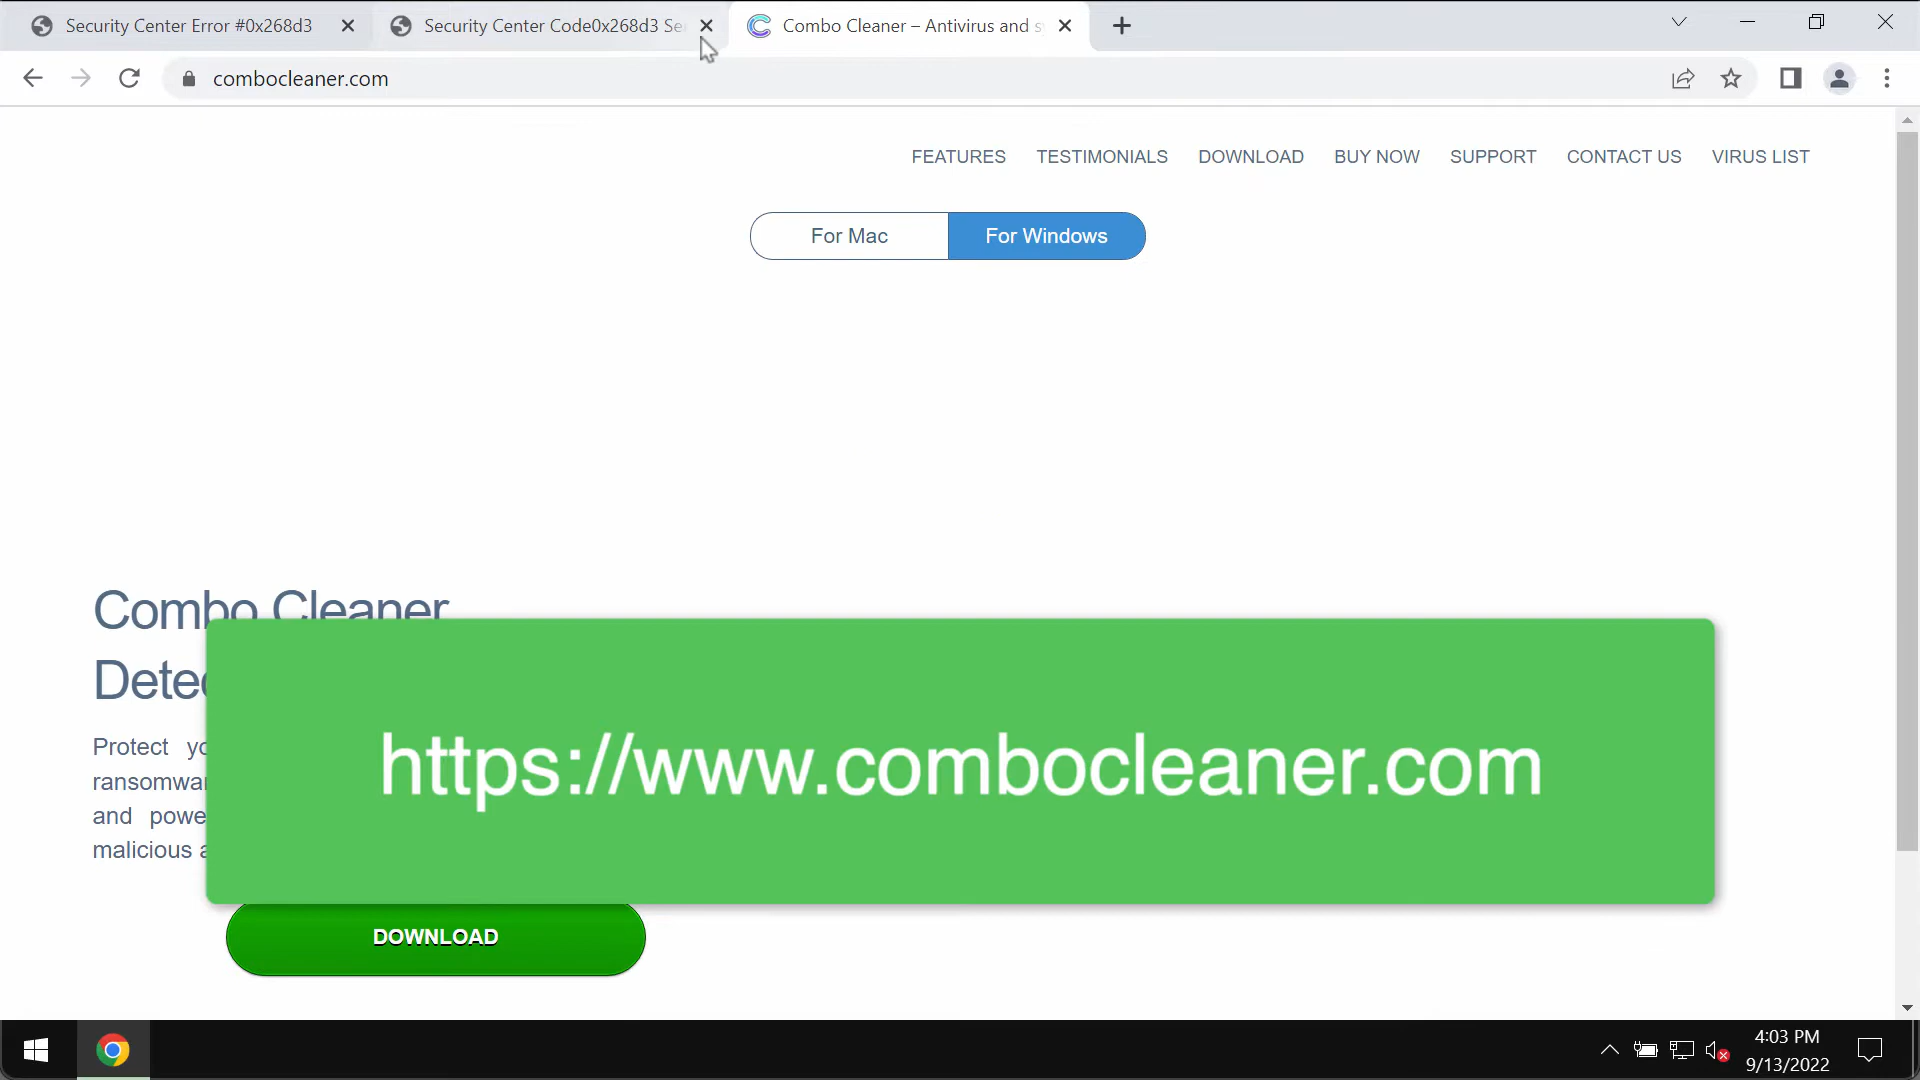 Security Center Error #0x268d3
Security Center Code0x268d3 Se
Combo Cleaner – Antivirus and s
combocleaner.com
FEATURES TESTIMONIALS DOWNLOAD BUY NOW SUPPORT CONTACT US VIRUS LIST
For Mac For Windows
Combo Cleaner
Detec
Protect yo
ransomwar
and powe
malicious a
https://www.combocleaner.com
DOWNLOAD
4:03 PM
9/13/2022